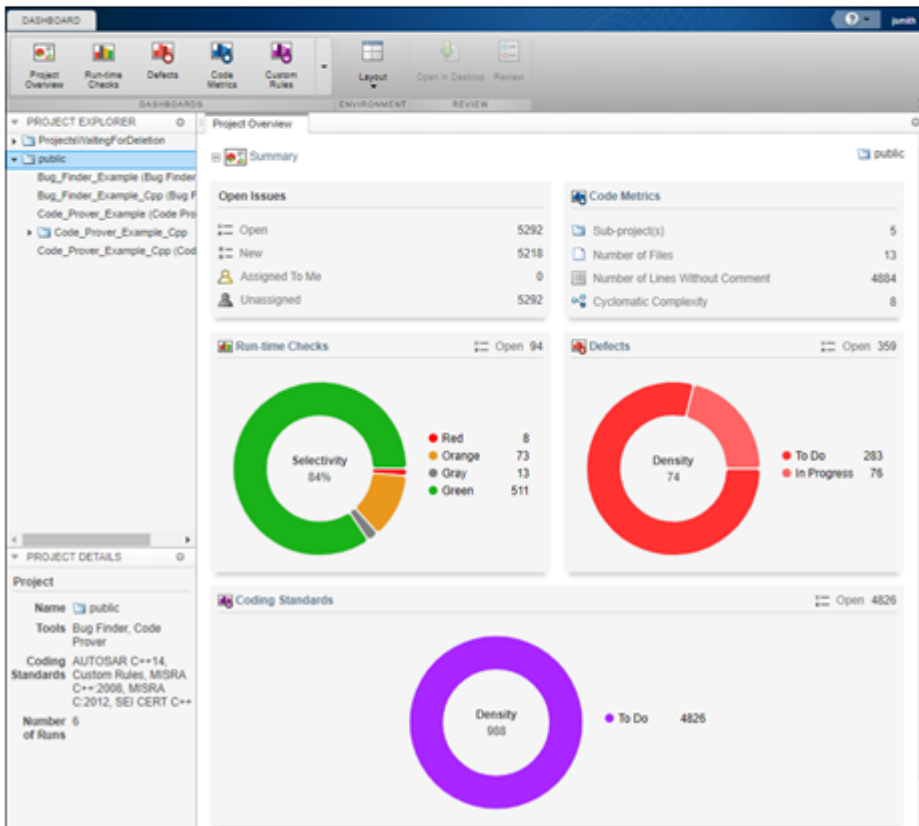 DASHBOARD
? jsmith
Project Overview
Run-time Checks
Defects
Code Metrics
Custom Rules
Layout
Open in Desktop
Review
DASHBOARDS
ENVIRONMENT
REVIEW
PROJECT EXPLORER
ProjectsWaitingForDeletion
public
Bug_Finder_Example (Bug Finder
Bug_Finder_Example_Cpp (Bug F
Code_Prover_Example (Code Pro
Code_Prover_Example_Cpp
Code_Prover_Example_Cpp (Cod
PROJECT DETAILS
Project
Name public
Tools Bug Finder, Code
Prover
Coding AUTOSAR C++14,
Standards Custom Rules, MISRA
C++:2008, MISRA
C:2012, SEI CERT C++
Number 6
of Runs
Project Overview
Summary
public
Open Issues
Open 5292
New 5218
Assigned To Me 0
Unassigned 5292
Code Metrics
Sub-project(s) 5
Number of Files 13
Number of Lines Without Comment 4884
Cyclomatic Complexity 8
Run-time Checks Open 94
Selectivity
84%
Red 8
Orange 73
Gray 13
Green 511
Defects Open 359
Density
74
To Do 283
In Progress 76
Coding Standards Open 4826
Density
988
To Do 4826